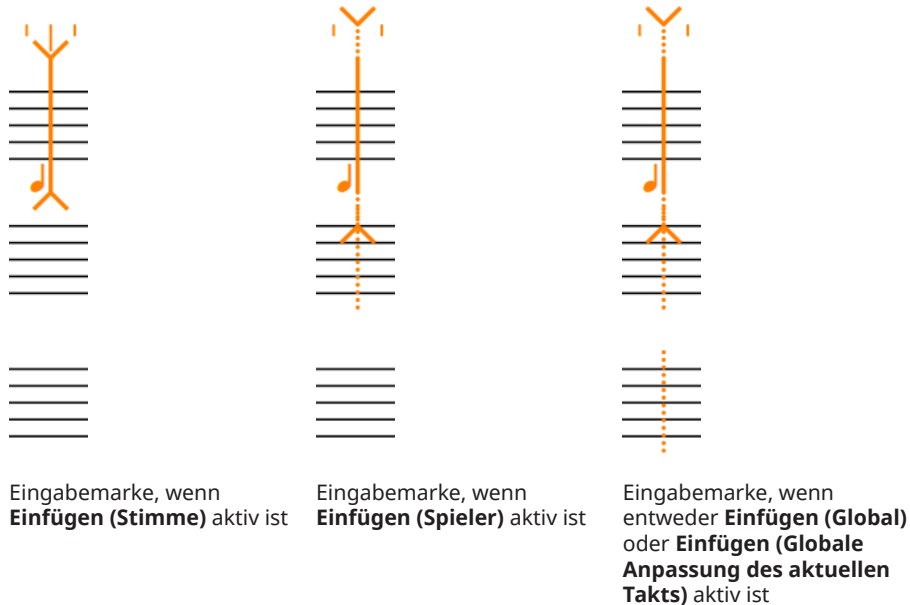 Eingabemarke, wenn
Einfügen (Stimme) aktiv ist
Eingabemarke, wenn
Einfügen (Spieler) aktiv ist
Eingabemarke, wenn
entweder Einfügen (Global)
oder Einfügen (Globale
Anpassung des aktuellen
Takts) aktiv ist